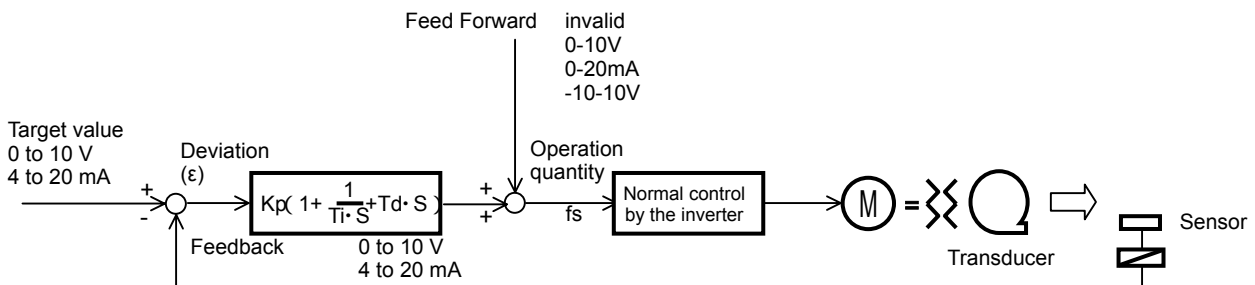 Feed Forward
invalid
0-10V
0-20mA
-10-10V
Target value
0 to 10 V
4 to 20 mA
+
-
Deviation
(ε)
Kp( 1+ 1/Ti・S +Td・S )
0 to 10 V
4 to 20 mA
Feedback
+
+
Operation
quantity
fs
Normal control
by the inverter
M
=
Transducer
Sensor